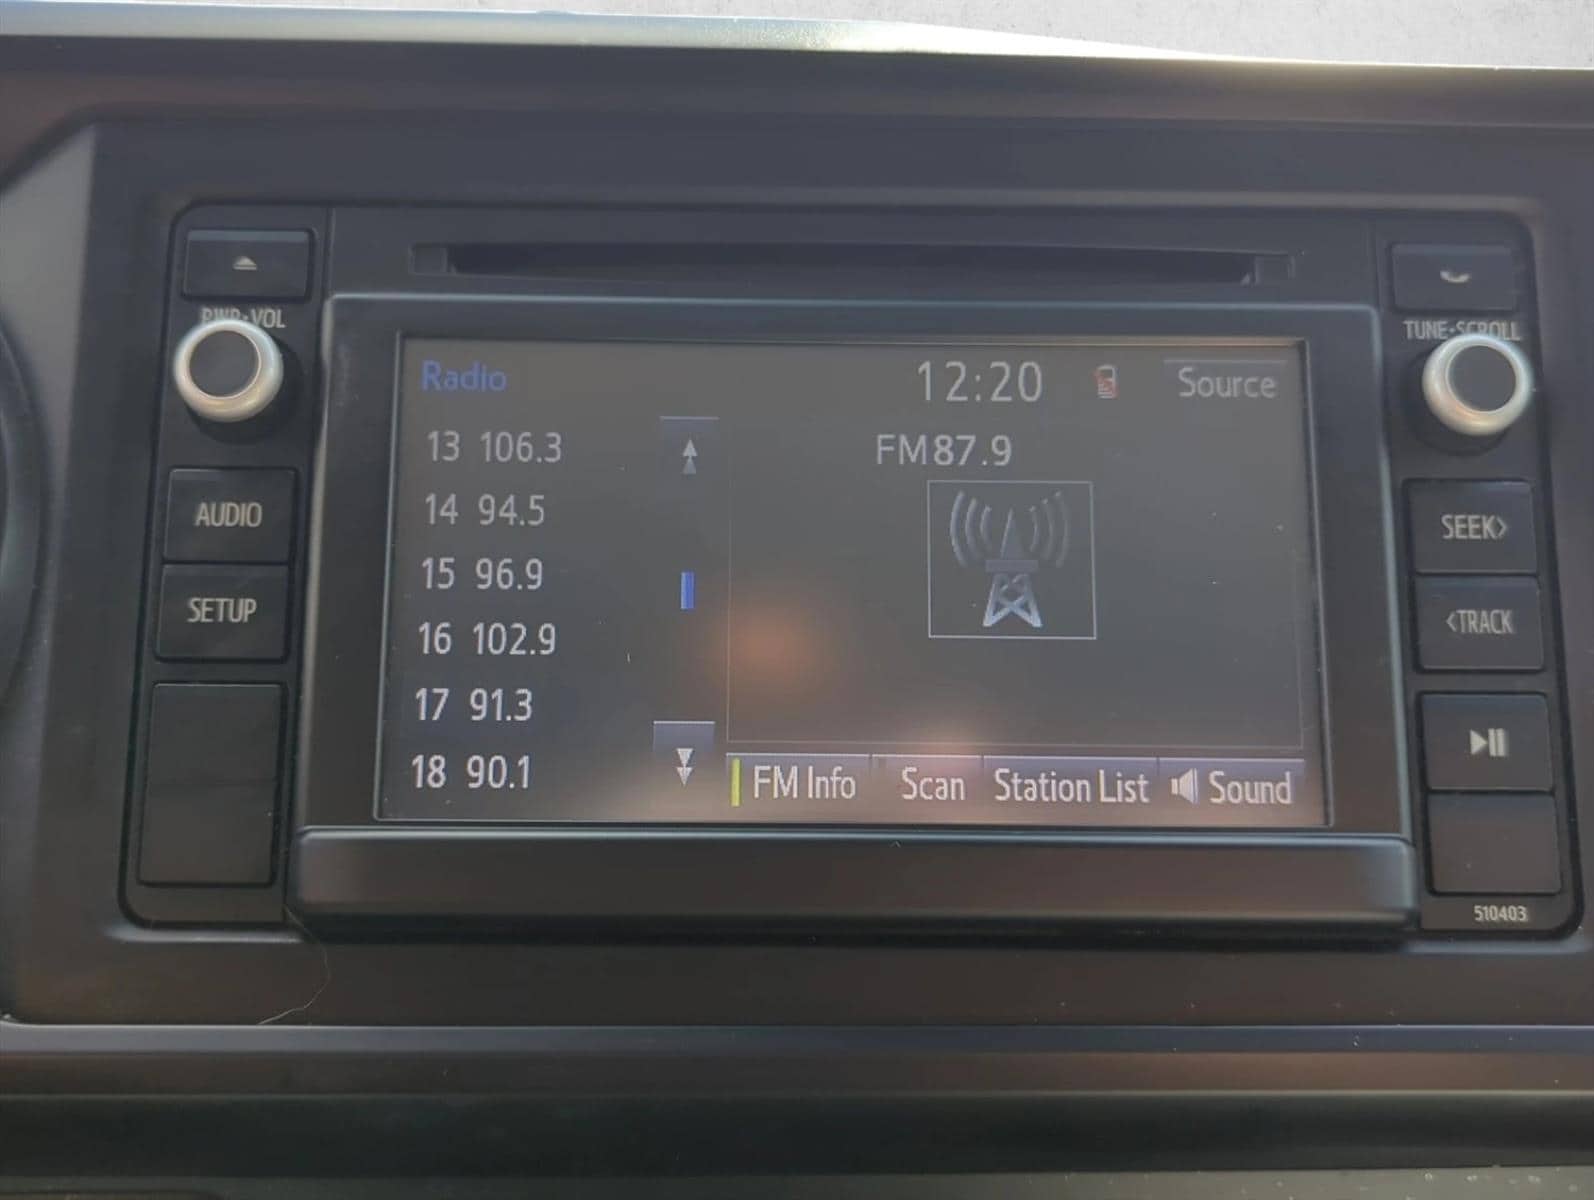 PWR•VOL
TUNE•SCROLL
Radio
12:20
Source
13 106.3
FM87.9
14 94.5
AUDIO
SEEK>
15 96.9
SETUP
<TRACK
16 102.9
17 91.3
18 90.1
FM Info
Scan
Station List
Sound
510403